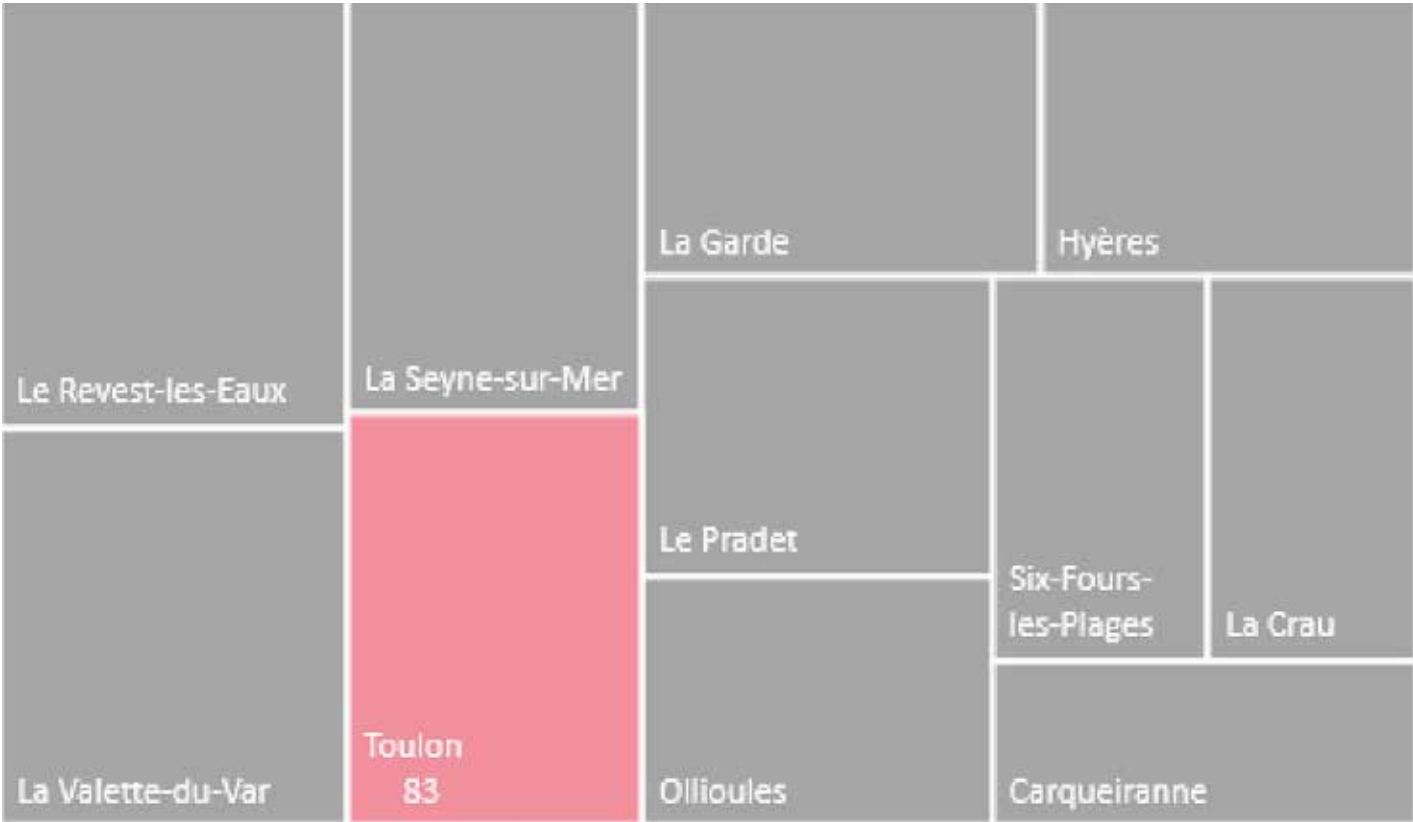 Le Revest-les-Eaux
La Valette-du-Var
La Seyne-sur-Mer
Toulon
83
La Garde
Hyères
Le Pradet
Ollioules
Six-Fours-
les-Plages
La Crau
Carqueiranne